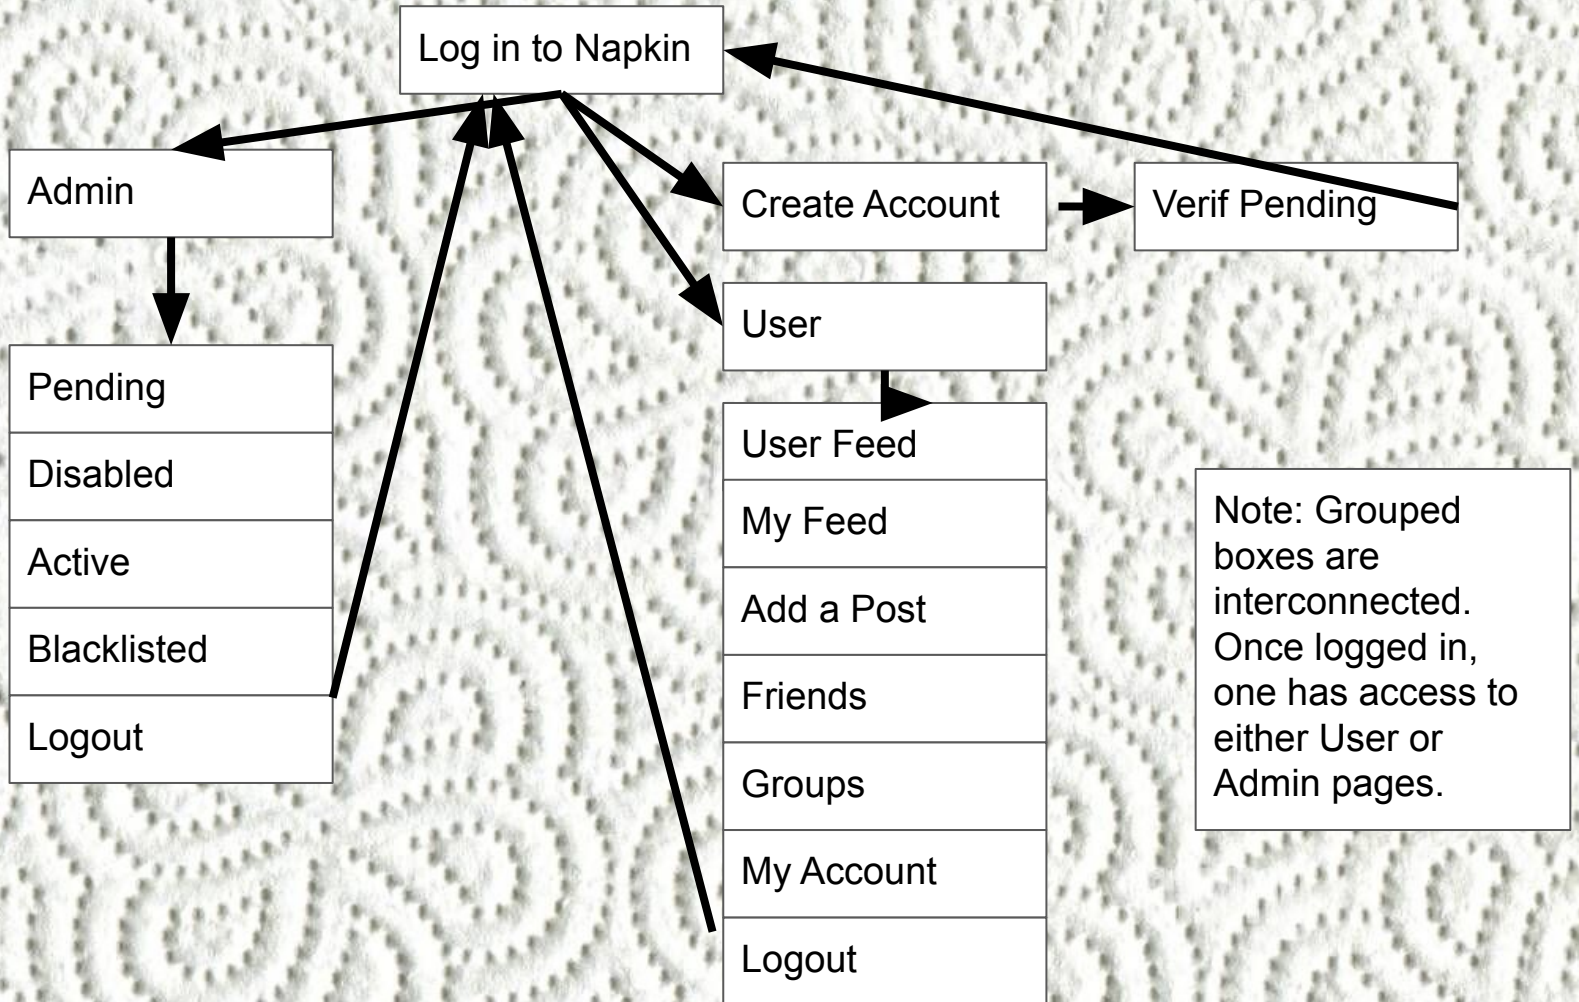 Log in to Napkin
Admin
Create Account
Verif Pending
User
Pending
Disabled
Active
Blacklisted
Logout
User Feed
My Feed
Add a Post
Friends
Groups
My Account
Logout
Note: Grouped
boxes are
interconnected.
Once logged in,
one has access to
either User or
Admin pages.